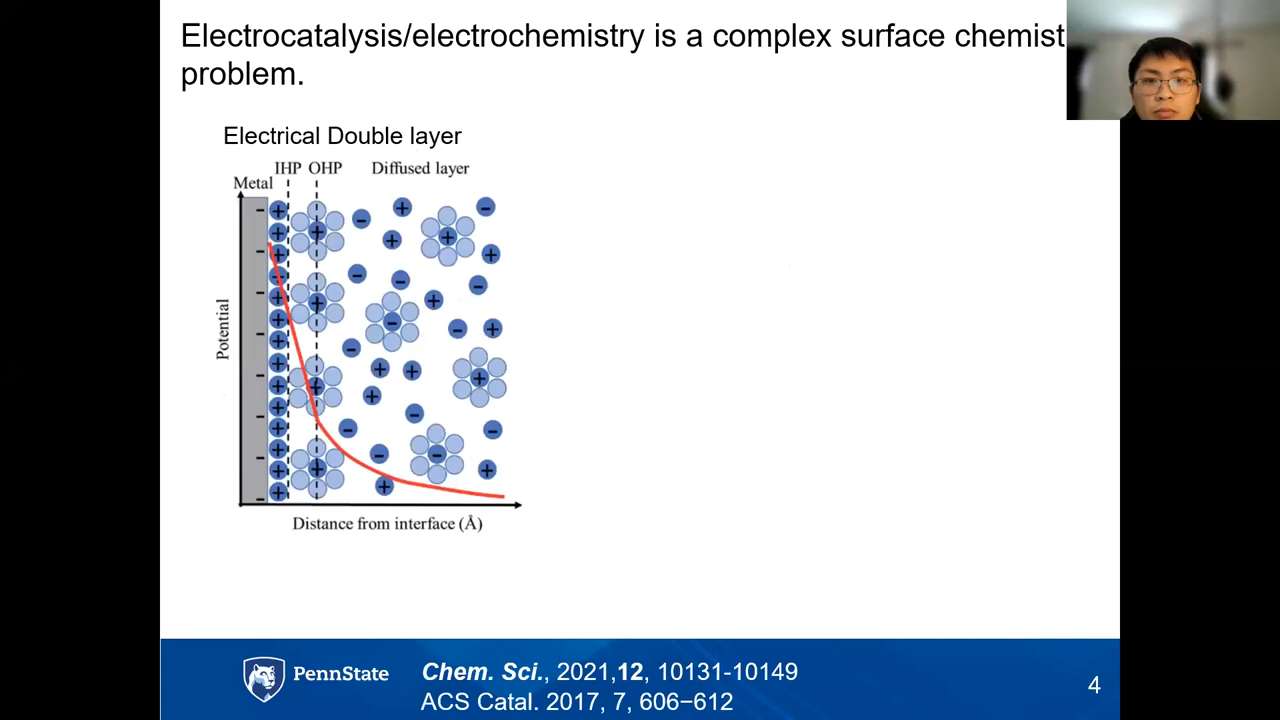 Electrocatalysis/electrochemistry is a complex surface chemist
problem.
Electrical Double layer
IHP OHP Diffused layer
Metal
Potential
Distance from interface (Å)
PennState
Chem. Sci., 2021,12, 10131-10149
ACS Catal. 2017, 7, 606−612
4